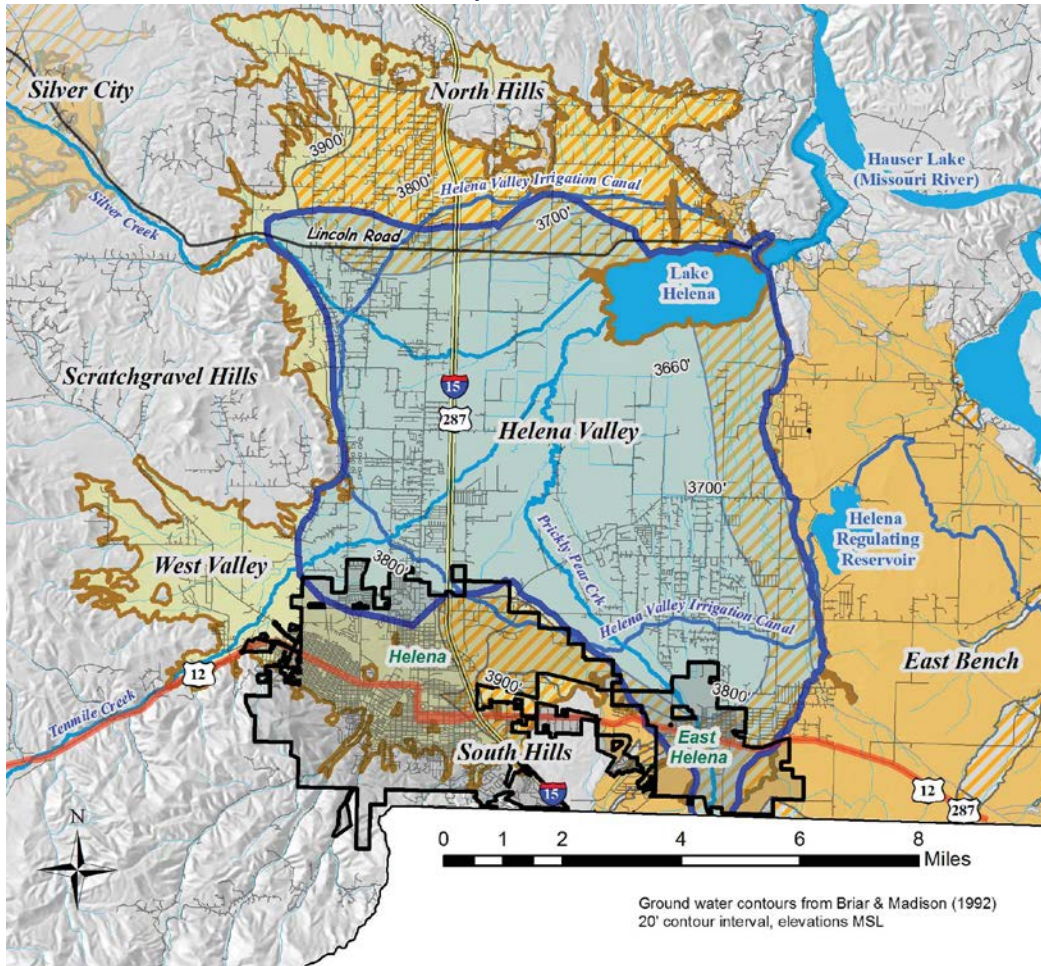 Silver City
North Hills
3900'
3800'
Helena Valley Irrigation Canal
3700'
Hauser Lake
(Missouri River)
Silver Creek
Lincoln Road
Lake
Helena
3660'
Scratchgravel Hills
15
287
Helena Valley
3700'
Helena
Regulating
Reservoir
West Valley
3800'
Prickly Pear Crk
Helena Valley Irrigation Canal
East Bench
Helena
12
3900'
3800'
Tenmile Creek
South Hills
East
Helena
15
12
287
N
0 1 2 4 6 8
Miles
Ground water contours from Briar & Madison (1992)
20' contour interval, elevations MSL